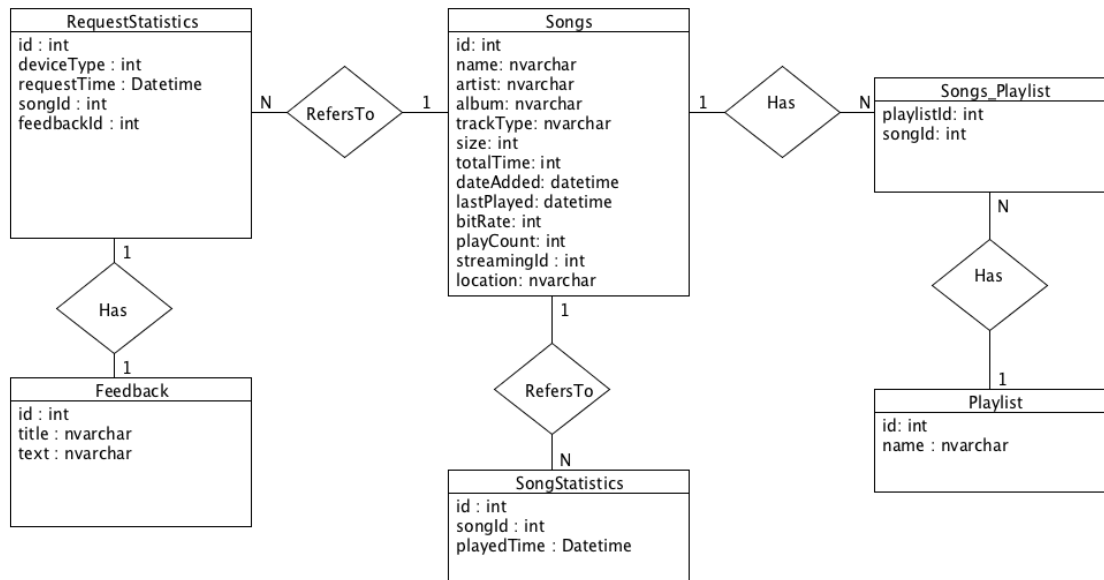 RequestStatistics
id : int
deviceType : int
requestTime : Datetime
songId : int
feedbackId : int
N
RefersTo
1
Songs
id: int
name: nvarchar
artist: nvarchar
album: nvarchar
trackType: nvarchar
size: int
totalTime: int
dateAdded: datetime
lastPlayed: datetime
bitRate: int
playCount: int
streamingId : int
location: nvarchar
1
Has
N
Songs_Playlist
playlistId: int
songId: int
1
Has
1
Feedback
id : int
title : nvarchar
text : nvarchar
1
RefersTo
N
SongStatistics
id : int
songId : int
playedTime : Datetime
N
Has
1
Playlist
id: int
name : nvarchar